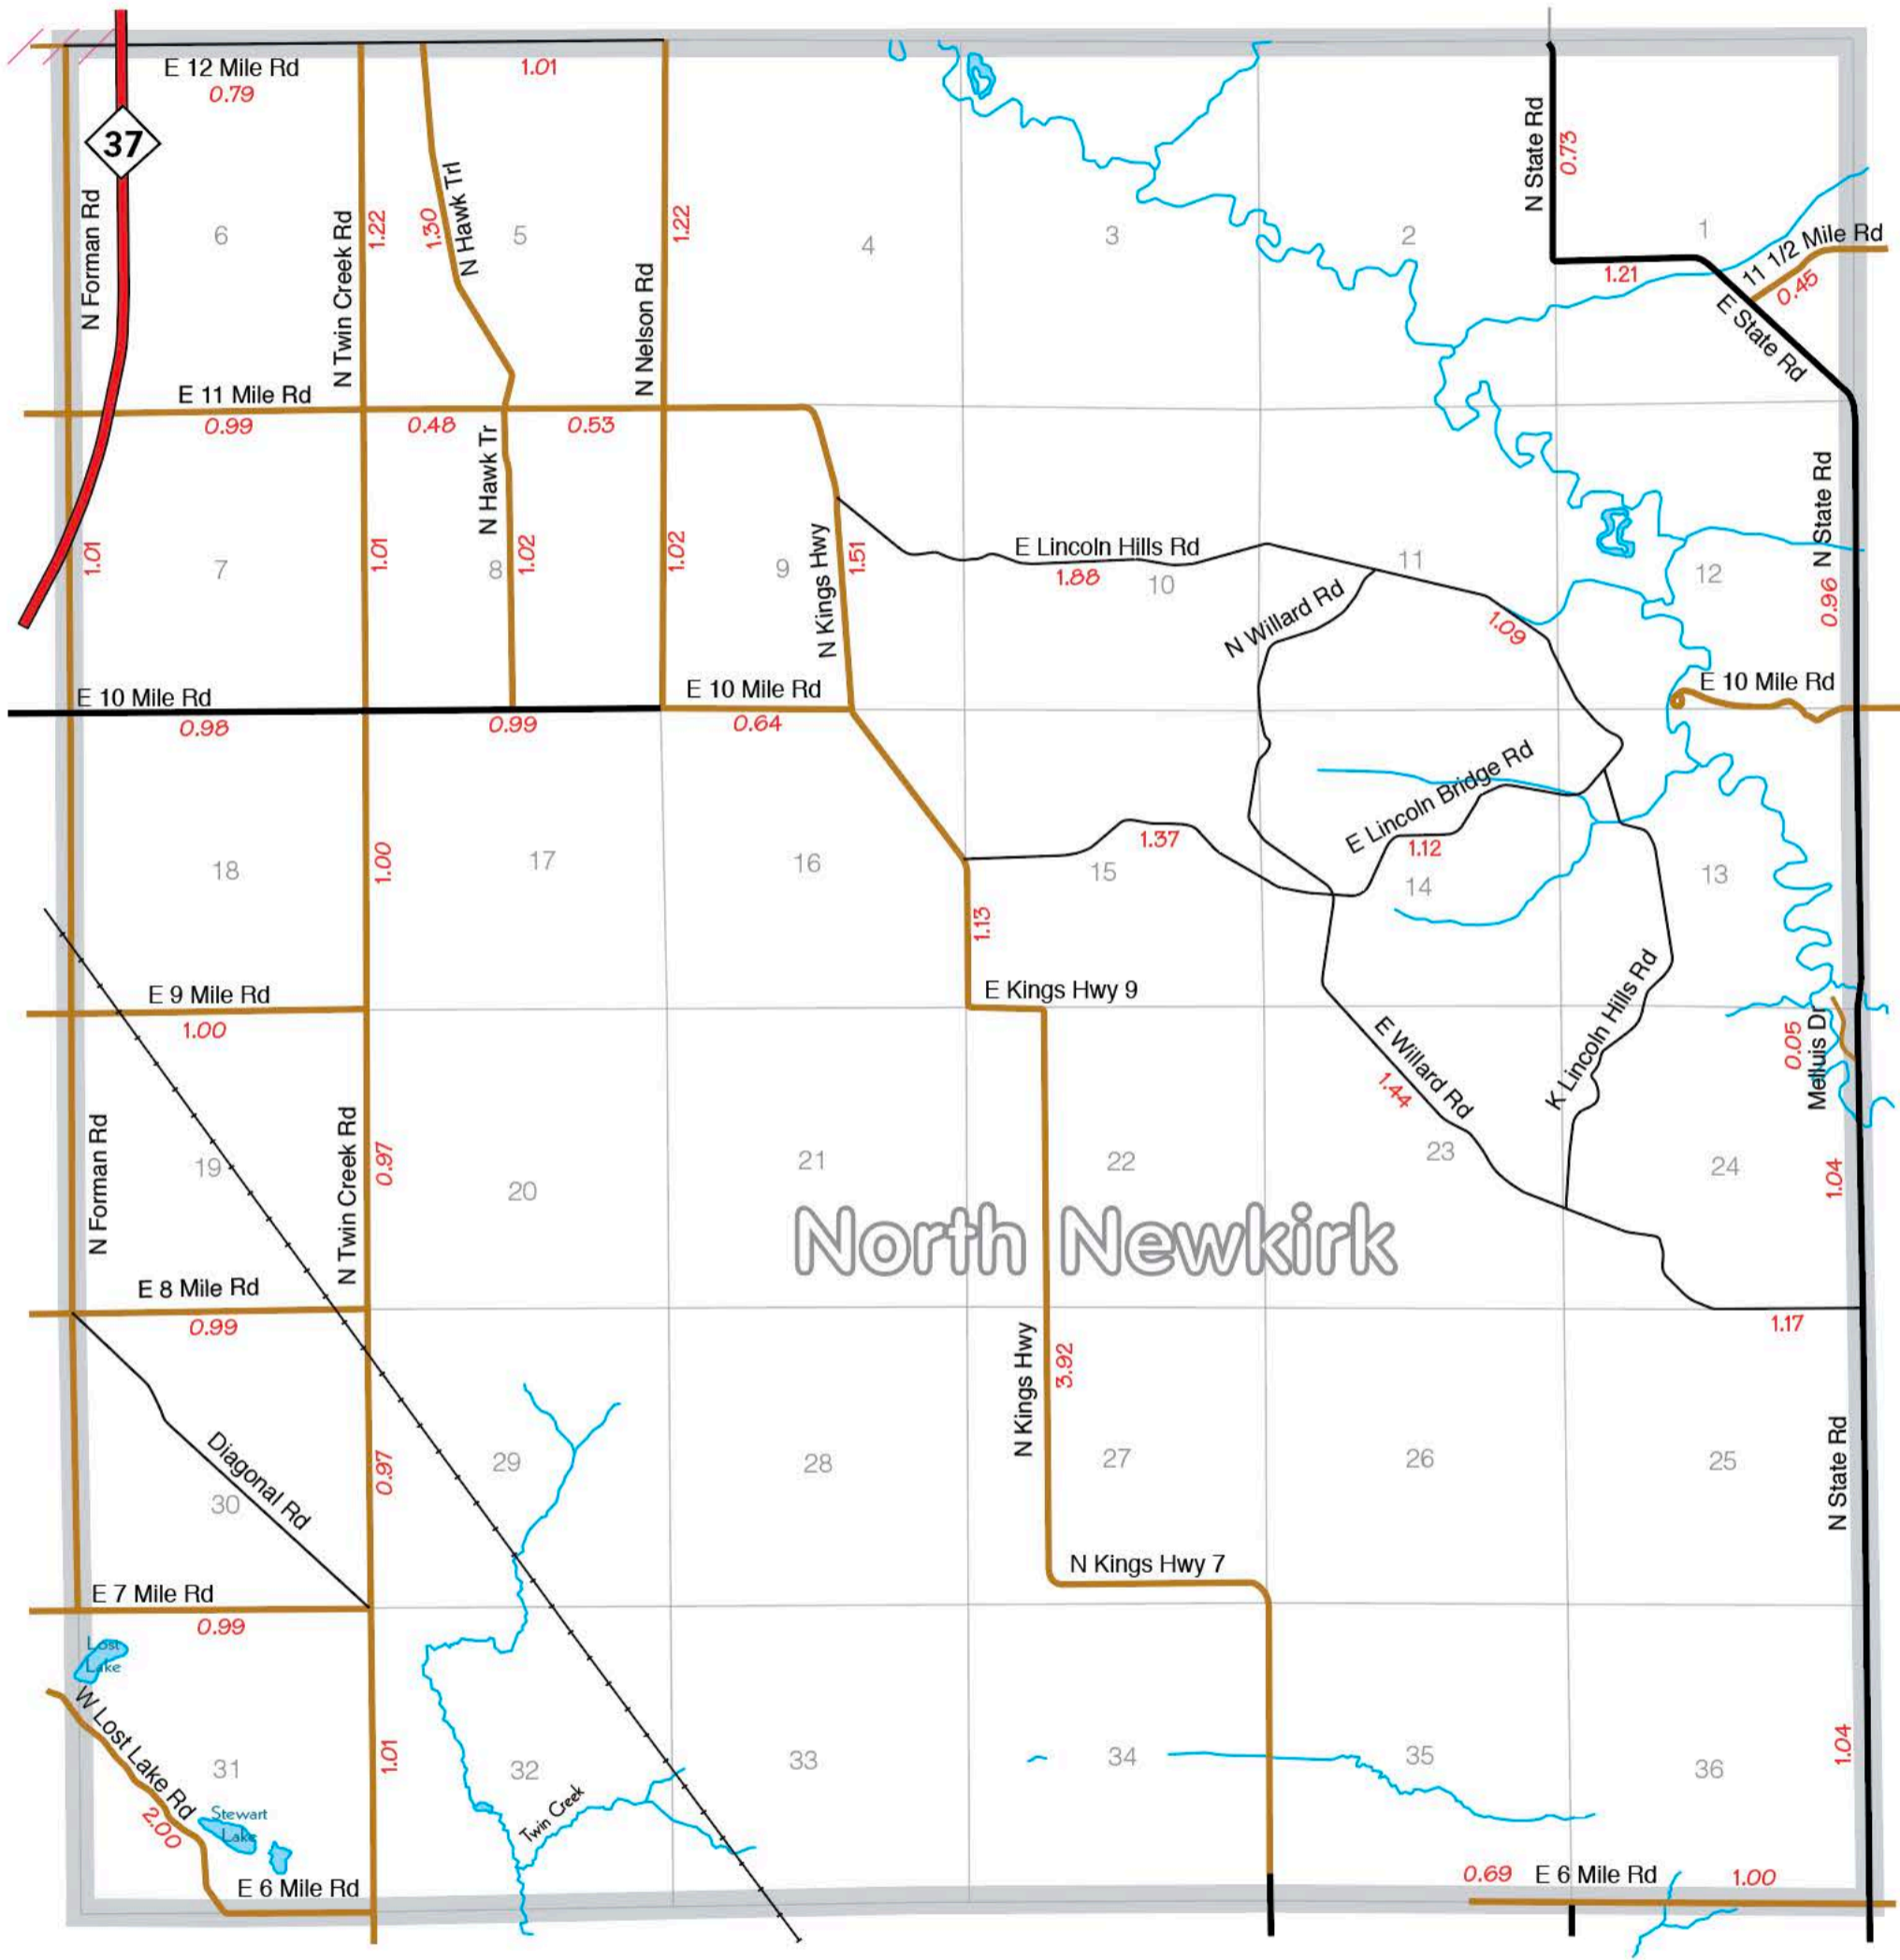 E 12 Mile Rd
0.79
1.01
37
N Forman Rd
6
N Twin Creek Rd
1.22
1.30
N Hawk Trl
5
N Nelson Rd
1.22
4
3
2
N State Rd
0.73
1
11 1/2 Mile Rd
0.45
1.21
E State Rd
E 11 Mile Rd
0.99
0.48
0.53
N Hawk Tr
1.01
7
1.01
8
1.02
1.02
9
N Kings Hwy
1.51
E Lincoln Hills Rd
1.88
10
11
N Willard Rd
1.09
12
N State Rd
0.96
E 10 Mile Rd
0.98
0.99
E 10 Mile Rd
0.64
E 10 Mile Rd
18
1.00
17
16
15
1.37
E Lincoln Bridge Rd
1.12
14
13
1.13
E 9 Mile Rd
1.00
E Kings Hwy 9
E Willard Rd
1.44
K Lincoln Hills Rd
0.05
Melluis Dr
N Forman Rd
19
N Twin Creek Rd
0.97
20
21
22
23
24
1.04
North Newkirk
E 8 Mile Rd
0.99
1.17
N Kings Hwy
3.92
Diagonal Rd
30
0.97
29
28
27
26
25
N State Rd
E 7 Mile Rd
0.99
N Kings Hwy 7
Lost
Lake
W Lost Lake Rd
2.00
31
Stewart
Lake
1.01
32
Twin Creek
33
34
35
36
1.04
E 6 Mile Rd
0.69
E 6 Mile Rd
1.00